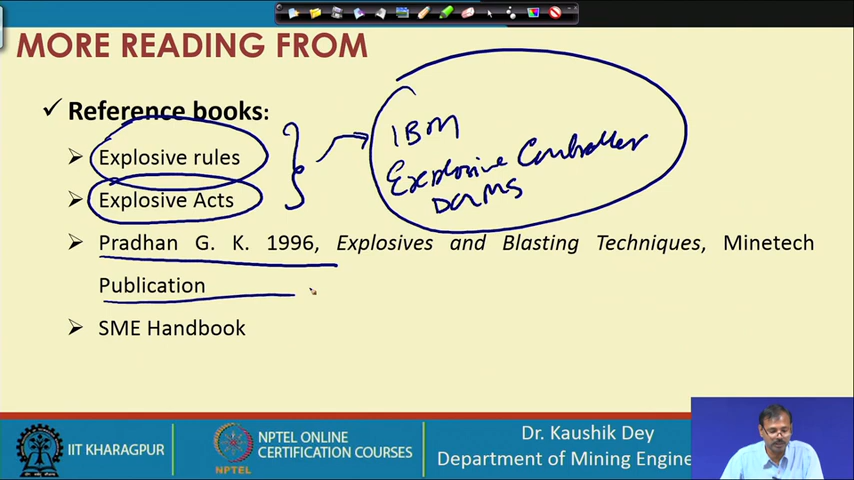 MORE READING FROM
✓ Reference books:
➢ Explosive rules
➢ Explosive Acts
IBM
Explosive Controller
DGMS
➢ Pradhan G. K. 1996, Explosives and Blasting Techniques, Minetech
Publication
➢ SME Handbook
IIT KHARAGPUR
NPTEL
NPTEL ONLINE
CERTIFICATION COURSES
Dr. Kaushik Dey
Department of Mining Engine